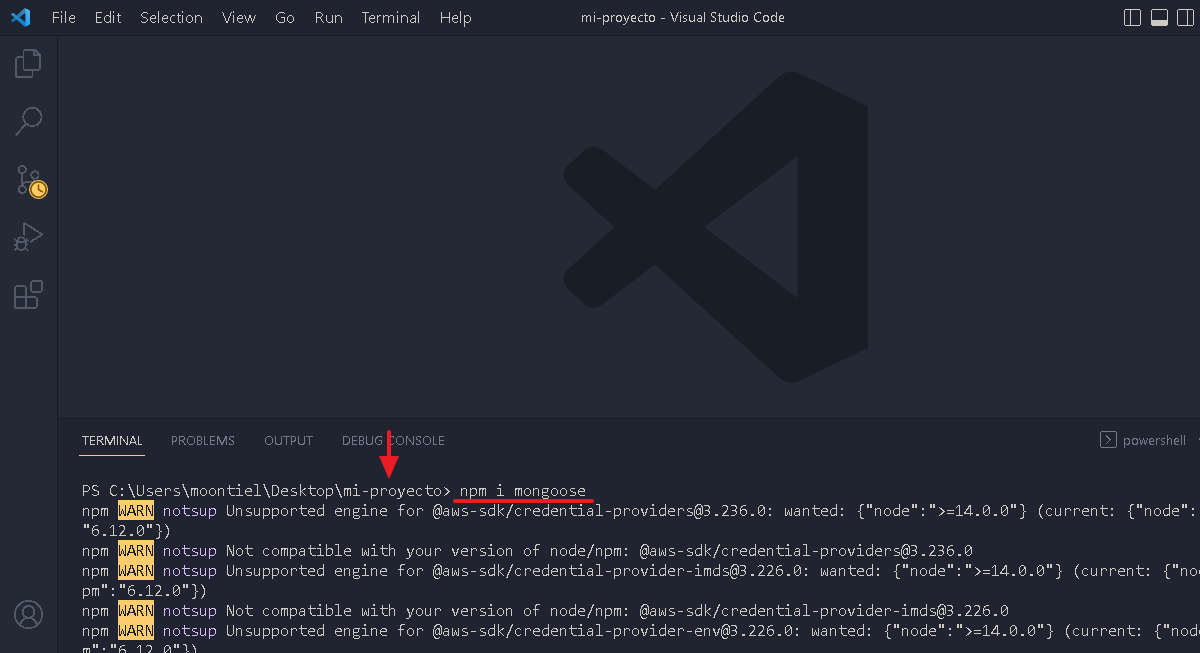 File Edit Selection View Go Run Terminal Help mi-proyecto - Visual Studio Code
TERMINAL PROBLEMS OUTPUT DEBUG CONSOLE powershell
PS C:\Users\moontiel\Desktop\mi-proyecto> npm i mongoose
npm WARN notsup Unsupported engine for @aws-sdk/credential-providers@3.236.0: wanted: {"node":">=14.0.0"} (current: {"node":
"6.12.0"})
npm WARN notsup Not compatible with your version of node/npm: @aws-sdk/credential-providers@3.236.0
npm WARN notsup Unsupported engine for @aws-sdk/credential-provider-imds@3.226.0: wanted: {"node":">=14.0.0"} (current: {"no
pm":"6.12.0"})
npm WARN notsup Not compatible with your version of node/npm: @aws-sdk/credential-provider-imds@3.226.0
npm WARN notsup Unsupported engine for @aws-sdk/credential-provider-env@3.226.0: wanted: {"node":">=14.0.0"} (current: {"nod
m":"6.12.0"})